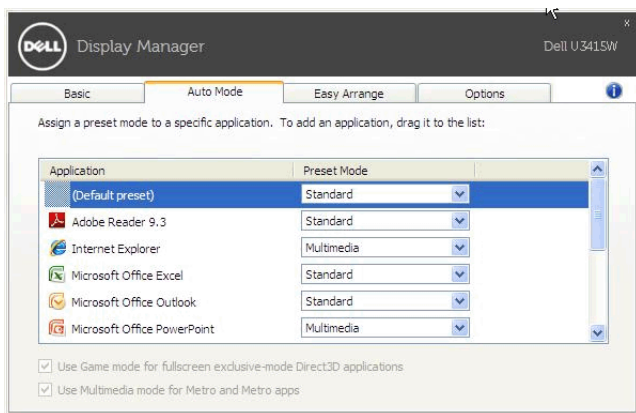 DELL Display Manager
Dell U3415W
x
Basic Auto Mode Easy Arrange Options i
Assign a preset mode to a specific application. To add an application, drag it to the list:
Application Preset Mode
(Default preset) Standard
Adobe Reader 9.3 Standard
Internet Explorer Multimedia
Microsoft Office Excel Standard
Microsoft Office Outlook Standard
Microsoft Office PowerPoint Multimedia
Use Game mode for fullscreen exclusive-mode Direct3D applications
Use Multimedia mode for Metro and Metro apps